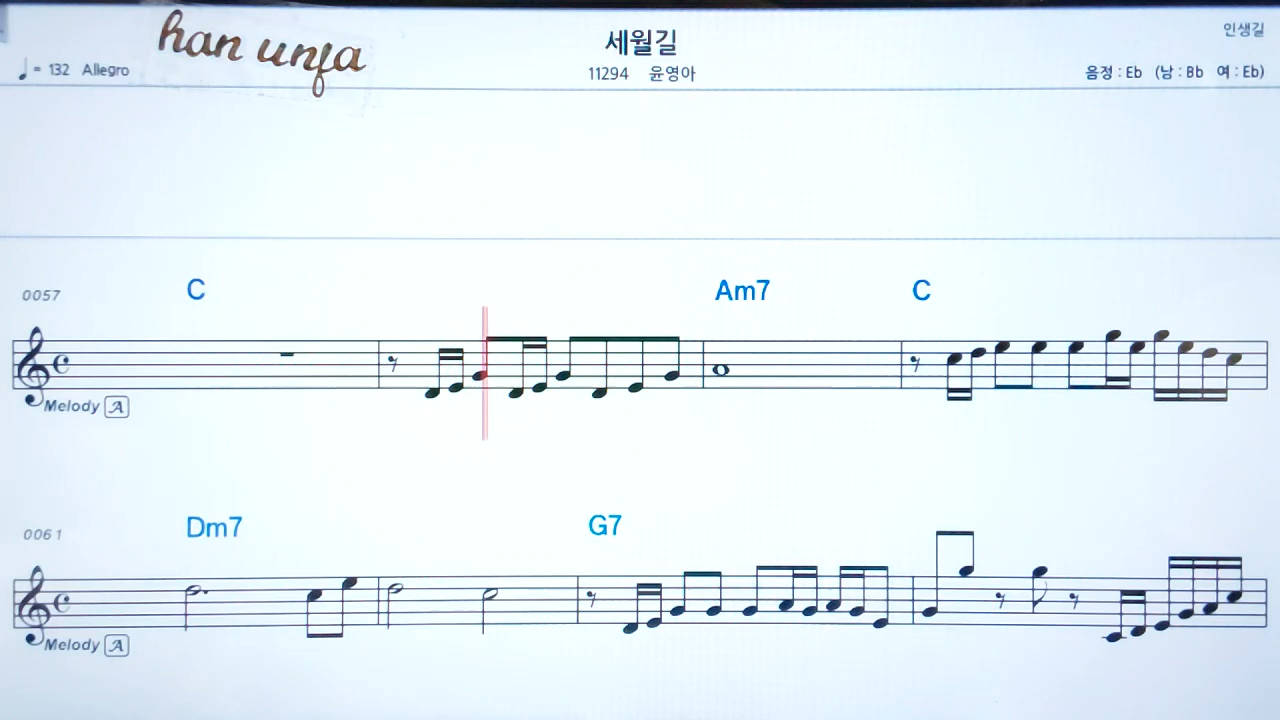 han unfa
세월길
인생길
♩ = 132 Allegro
11294 윤영아
음정 : Eb (남 : Bb 여 : Eb)
0057
C
Am7
C
Melody A
0061
Dm7
G7
Melody A